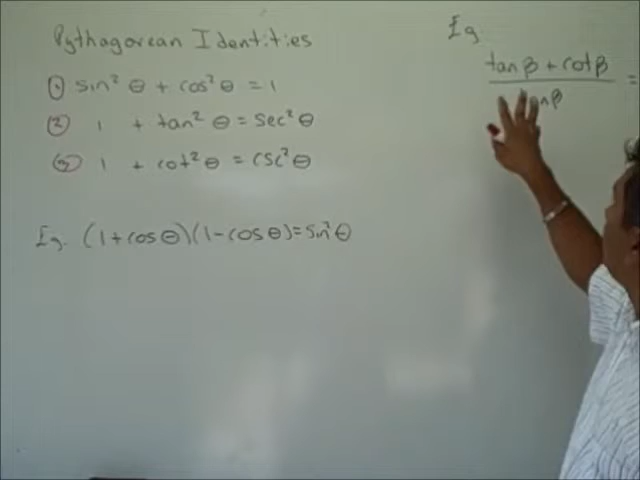 Pythagorean Identities
① sin² θ + cos² θ = 1
② 1 + tan² θ = sec² θ
③ 1 + cot² θ = csc² θ
Eg. (1+cos θ)(1-cos θ)=sin² θ
Eg.
tan β + cot β =